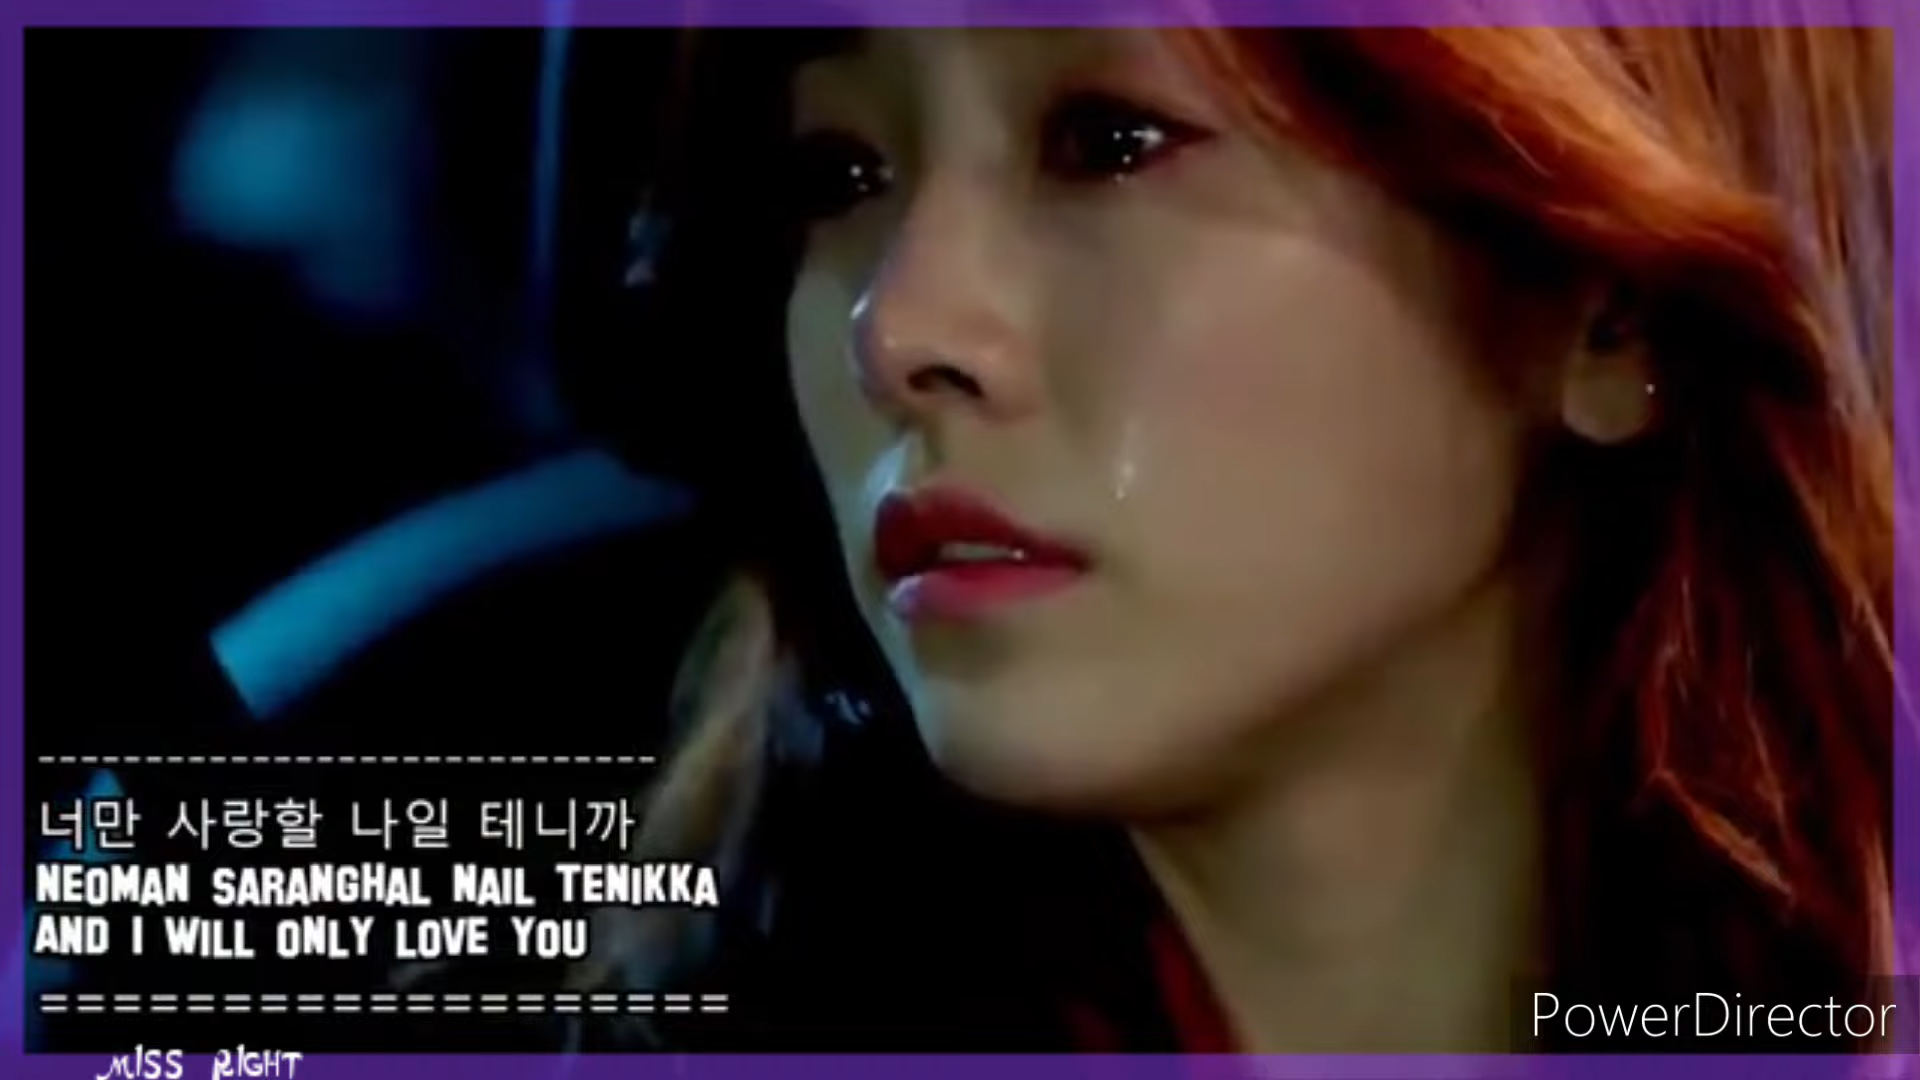 너만 사랑할 나일 테니까
NEOMAN SARANGHAL NAIL TENIKKA
AND I WILL ONLY LOVE YOU
PowerDirector
MISS RIGHT